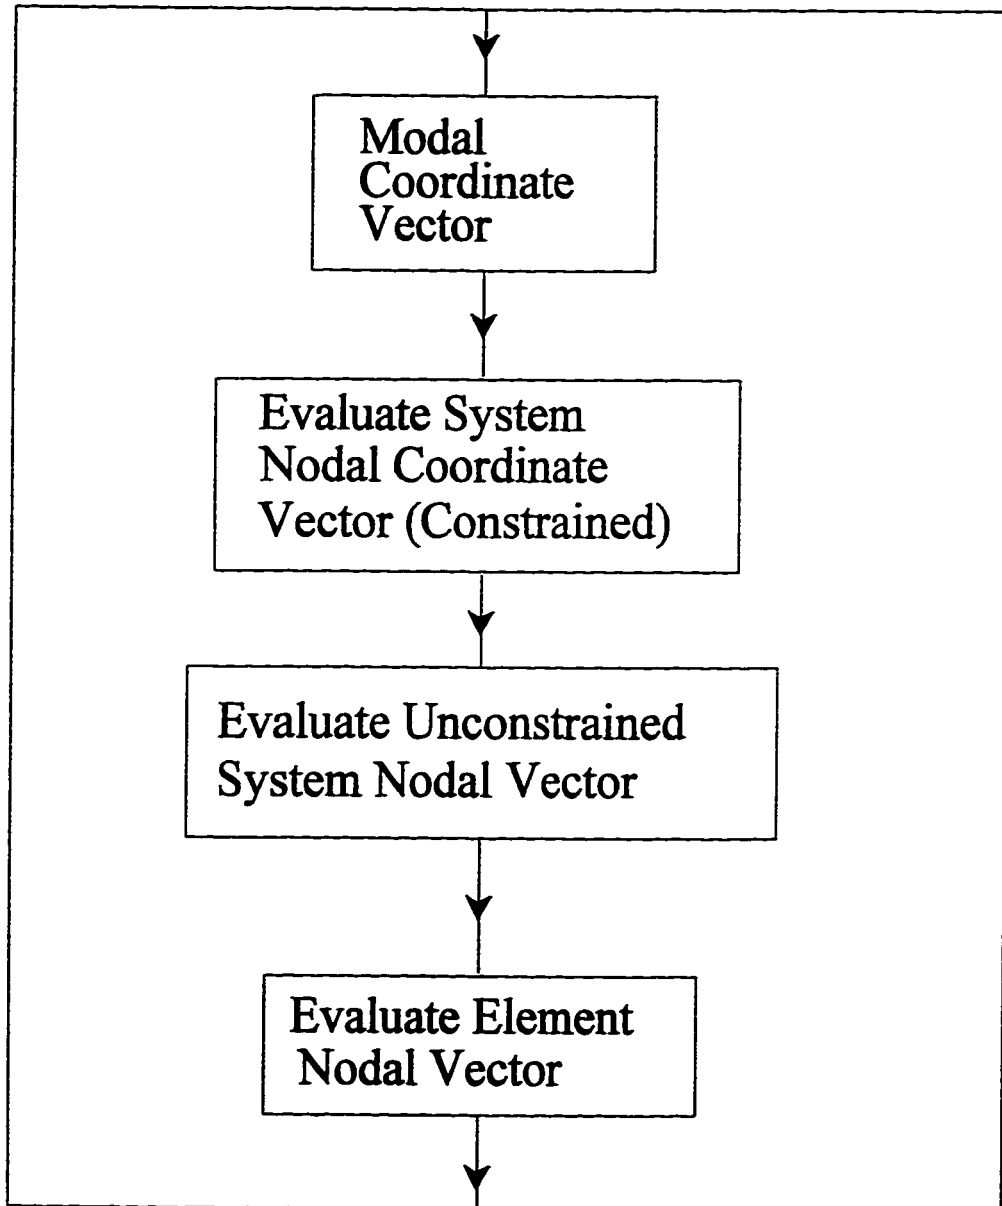 Modal
Coordinate
Vector
Evaluate System
Nodal Coordinate
Vector (Constrained)
Evaluate Unconstrained
System Nodal Vector
Evaluate Element
Nodal Vector